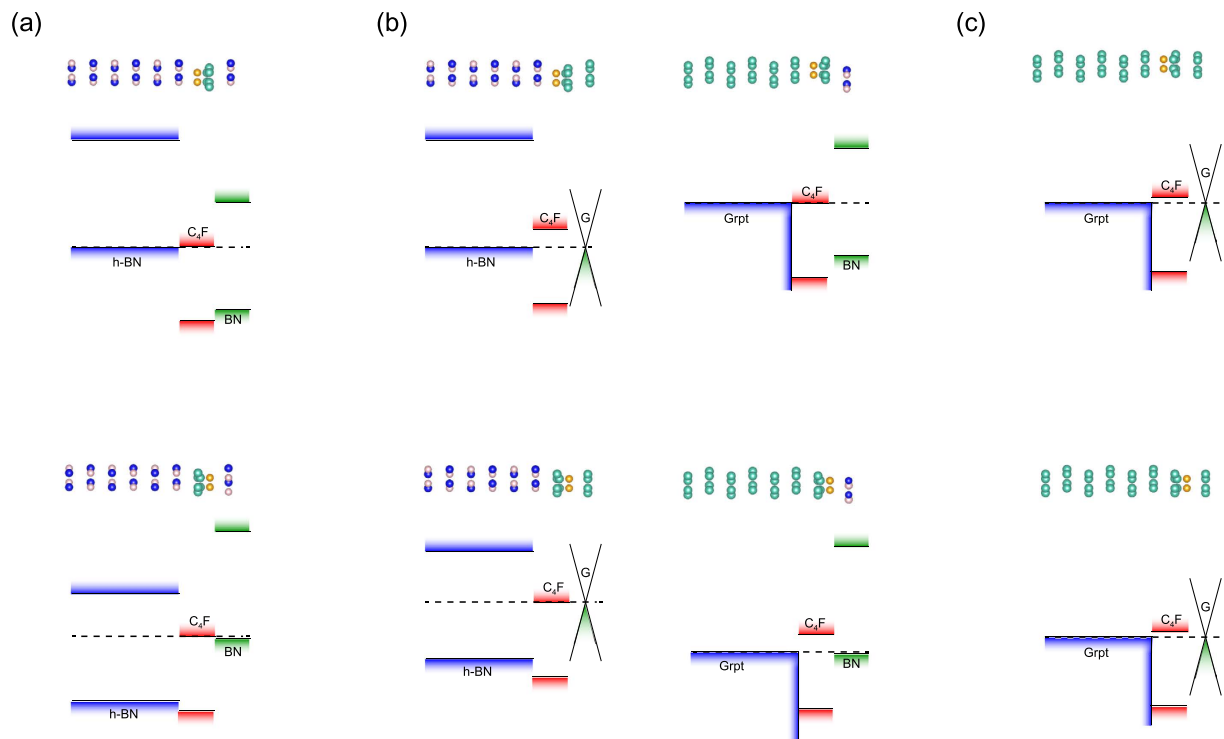 (a)
(b)
(c)
C₄F
h-BN
BN
C₄F
G
h-BN
C₄F
Grpt
BN
C₄F
G
Grpt
C₄F
BN
h-BN
C₄F
G
h-BN
C₄F
Grpt
BN
C₄F
G
Grpt